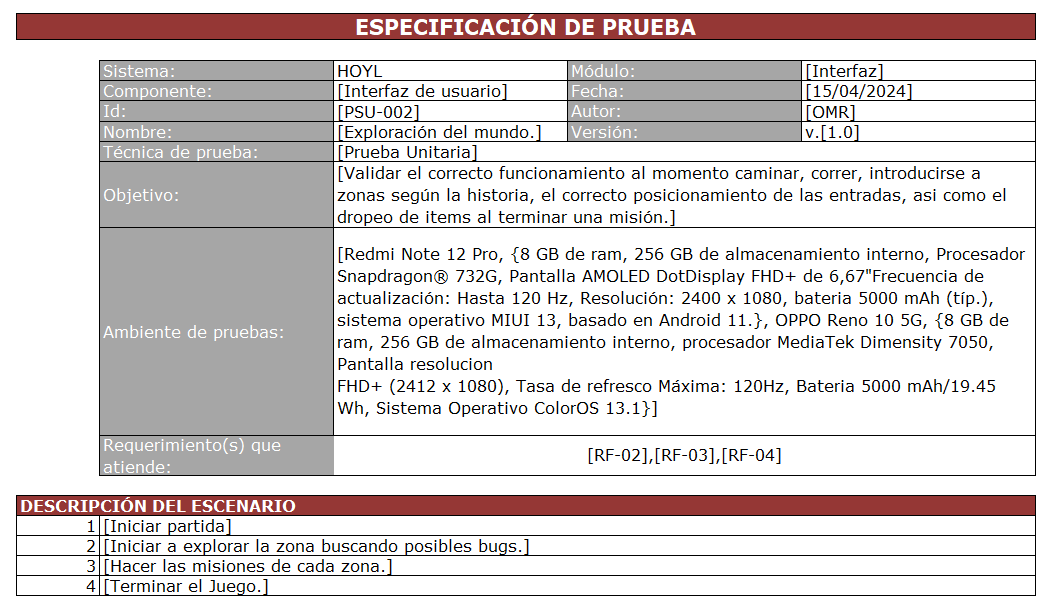 ESPECIFICACIÓN DE PRUEBA
Sistema: HOYL Módulo: [Interfaz]
Componente: [Interfaz de usuario] Fecha: [15/04/2024]
Id: [PSU-002] Autor: [OMR]
Nombre: [Exploración del mundo.] Versión: v.[1.0]
Técnica de prueba: [Prueba Unitaria]
Objetivo:
[Validar el correcto funcionamiento al momento caminar, correr, introducirse a
zonas según la historia, el correcto posicionamiento de las entradas, asi como el
dropeo de items al terminar una misión.]
Ambiente de pruebas:
[Redmi Note 12 Pro, {8 GB de ram, 256 GB de almacenamiento interno, Procesador
Snapdragon® 732G, Pantalla AMOLED DotDisplay FHD+ de 6,67"Frecuencia de
actualización: Hasta 120 Hz, Resolución: 2400 x 1080, bateria 5000 mAh (típ.),
sistema operativo MIUI 13, basado en Android 11.}, OPPO Reno 10 5G, {8 GB de
ram, 256 GB de almacenamiento interno, procesador MediaTek Dimensity 7050,
Pantalla resolucion
FHD+ (2412 x 1080), Tasa de refresco Máxima: 120Hz, Bateria 5000 mAh/19.45
Wh, Sistema Operativo ColorOS 13.1}]
Requerimiento(s) que
atiende:
[RF-02],[RF-03],[RF-04]
DESCRIPCIÓN DEL ESCENARIO
1 [Iniciar partida]
2 [Iniciar a explorar la zona buscando posibles bugs.]
3 [Hacer las misiones de cada zona.]
4 [Terminar el Juego.]